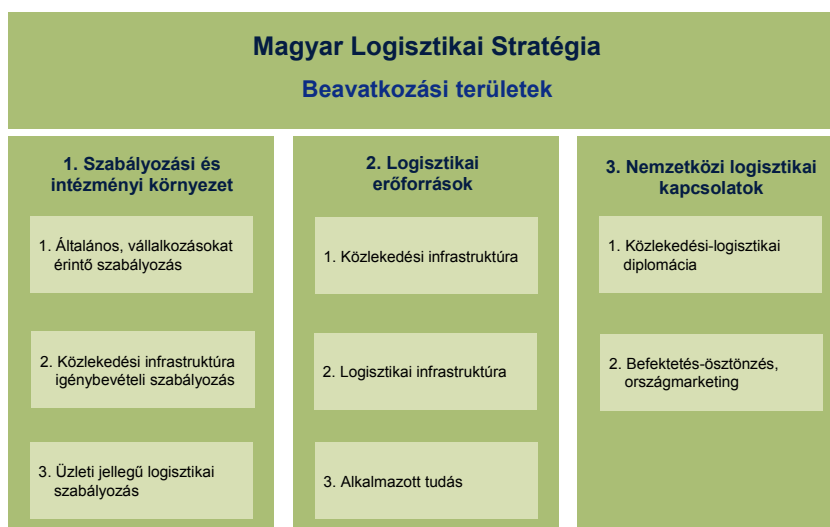 Magyar Logisztikai Stratégia
Beavatkozási területek
1. Szabályozási és
intézményi környezet
1. Általános, vállalkozásokat
érintő szabályozás
2. Közlekedési infrastruktúra
igénybevételi szabályozás
3. Üzleti jellegű logisztikai
szabályozás
2. Logisztikai
erőforrások
1. Közlekedési infrastruktúra
2. Logisztikai infrastruktúra
3. Alkalmazott tudás
3. Nemzetközi logisztikai
kapcsolatok
1. Közlekedési-logisztikai
diplomácia
2. Befektetés-ösztönzés,
országmarketing